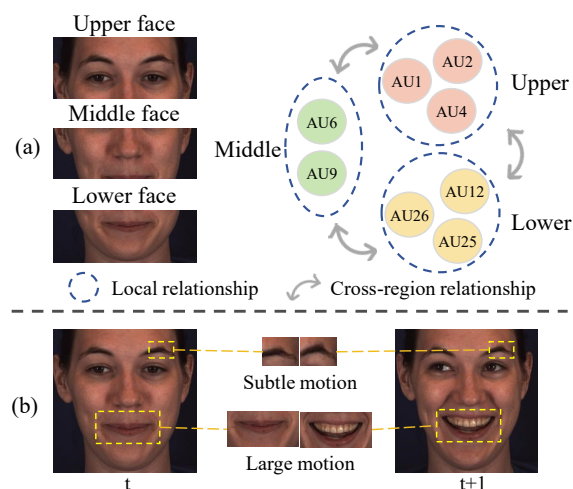 Upper face
Middle face
Lower face
(a)
AU1
AU2
AU4
Upper
AU6
AU9
Middle
AU26
AU12
AU25
Lower
Local relationship
Cross-region relationship
(b)
Subtle motion
Large motion
t
t+1